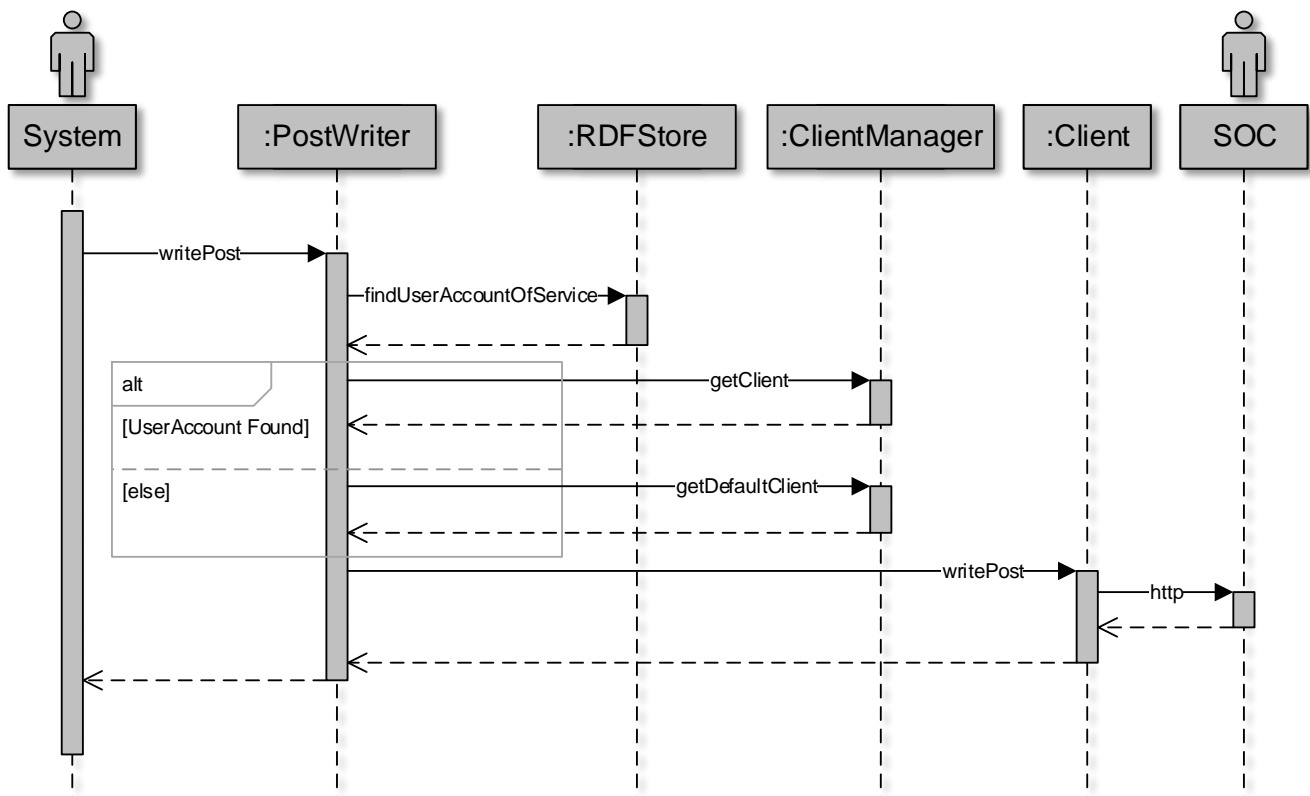 System
:PostWriter
:RDFStore
:ClientManager
:Client
SOC
writePost
findUserAccountOfService
alt
getClient
[UserAccount Found]
[else]
getDefaultClient
writePost
http